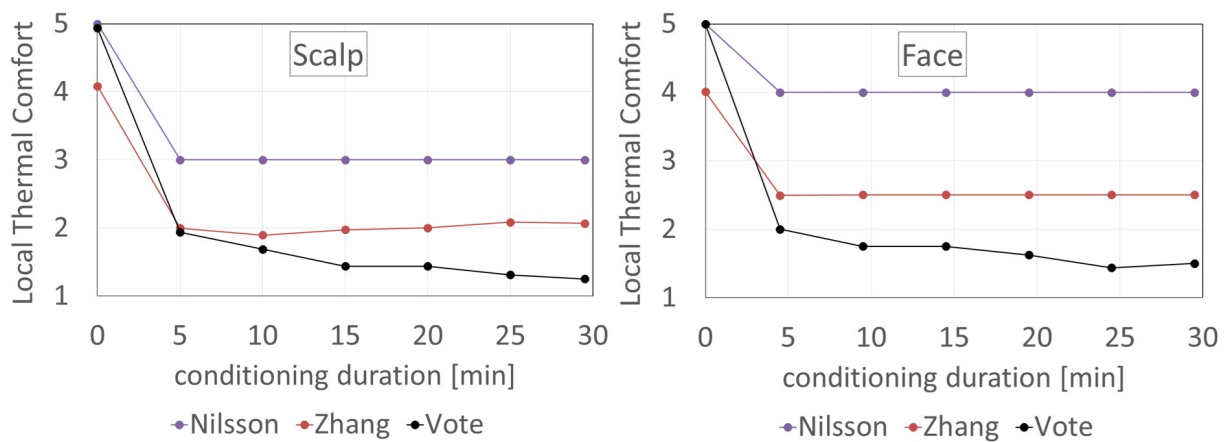 Local Thermal Comfort
5
4
3
2
1
Scalp
0 5 10 15 20 25 30
conditioning duration [min]
Nilsson Zhang Vote
Local Thermal Comfort
5
4
3
2
1
Face
0 5 10 15 20 25 30
conditioning duration [min]
Nilsson Zhang Vote